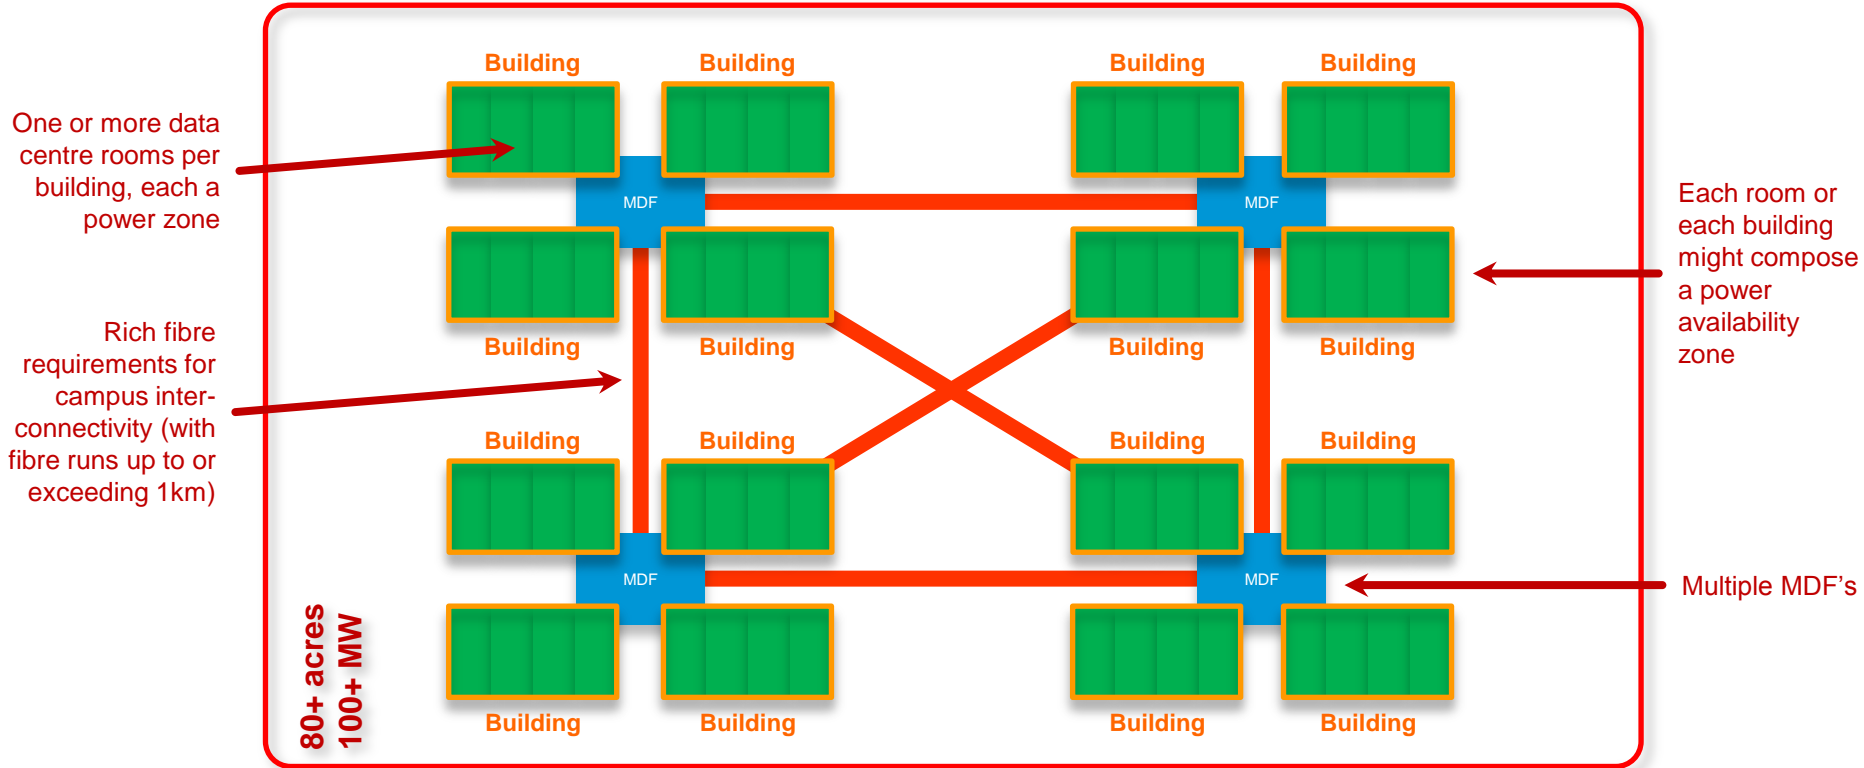 Building
Building
Building
Building
One or more data
centre rooms per
building, each a
power zone
MDF
MDF
Each room or
each building
might compose
a power
availability
zone
Building
Building
Building
Building
Rich fibre
requirements for
campus inter-
connectivity (with
fibre runs up to or
exceeding 1km)
Building
Building
Building
Building
MDF
MDF
Multiple MDF’s
80+ acres
100+ MW
Building
Building
Building
Building